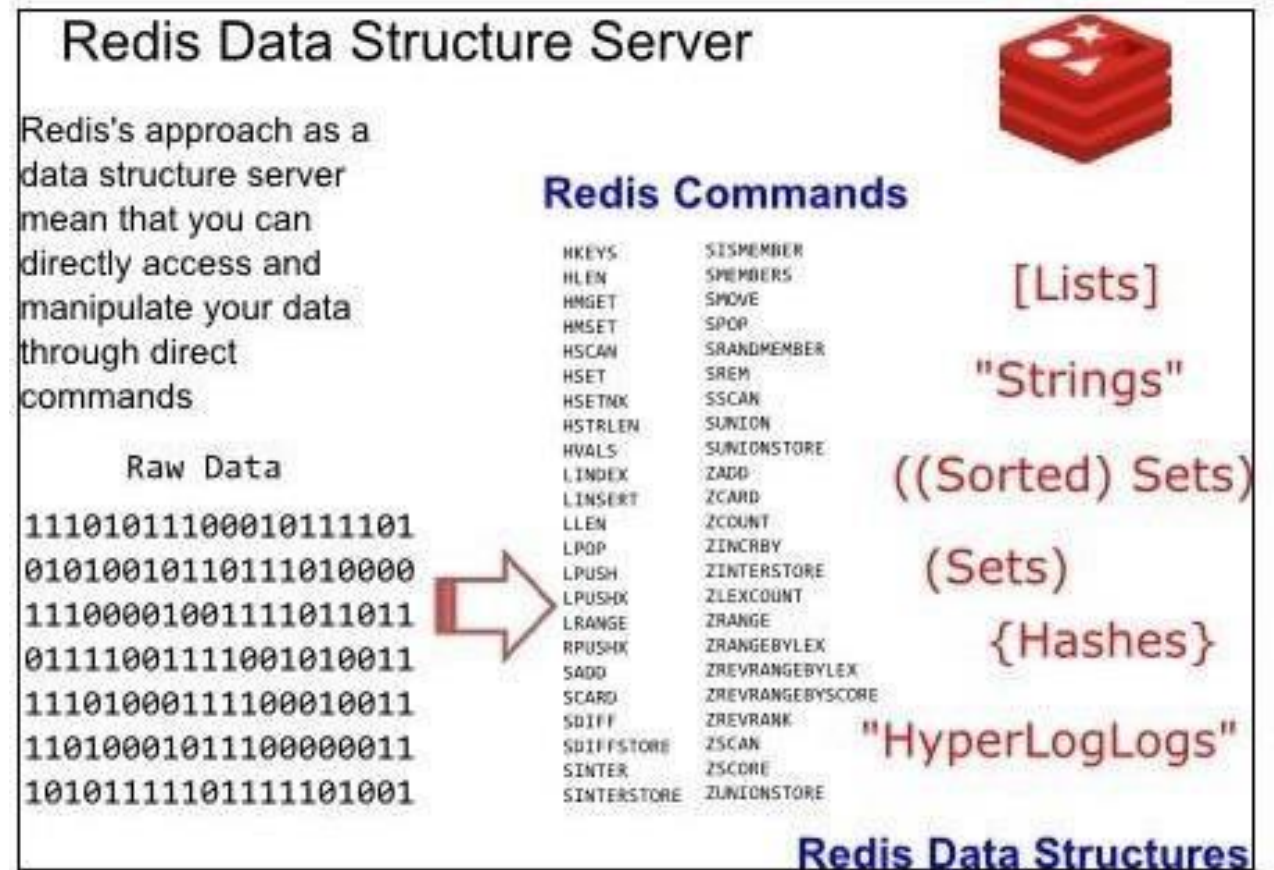 Redis Data Structure Server
Redis's approach as a
data structure server
mean that you can
directly access and
manipulate your data
through direct
commands
Raw Data
11101011100010111101
01010010110111010000
11100001001111011011
01111001111001010011
11101000111100010011
11010001011100000011
10101111101111101001
Redis Commands
HKEYS
HLEN
HMGET
HMSET
HSCAN
HSET
HSETNX
HSTRLEN
HVALS
LINDEX
LINSERT
LLEN
LPOP
LPUSH
LPUSHX
LRANGE
RPUSHX
SADD
SCARD
SDIFF
SDIFFSTORE
SINTER
SINTERSTORE
SISMEMBER
SMEMBERS
SMOVE
SPOP
SRANDMEMBER
SREM
SSCAN
SUNION
SUNIONSTORE
ZADD
ZCARD
ZCOUNT
ZINCRBY
ZINTERSTORE
ZLEXCOUNT
ZRANGE
ZRANGEBYLEX
ZREVRANGEBYLEX
ZREVRANGEBYSCORE
ZREVRANK
ZSCAN
ZSCORE
ZUNIONSTORE
[Lists]
"Strings"
((Sorted) Sets)
(Sets)
{Hashes}
"HyperLogLogs"
Redis Data Structures